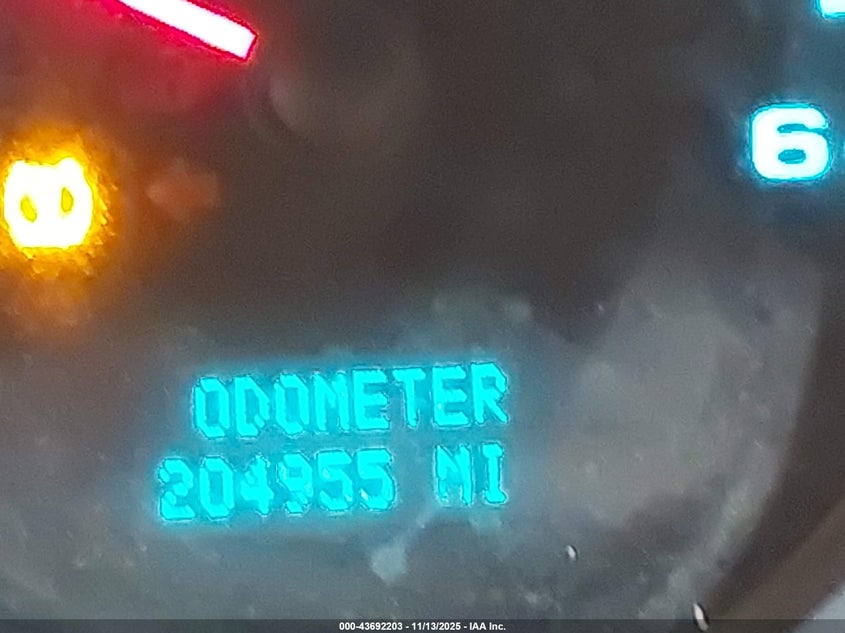 6
ODOMETER
204955 MI
000-43692203 - 11/13/2025 - IAA Inc.